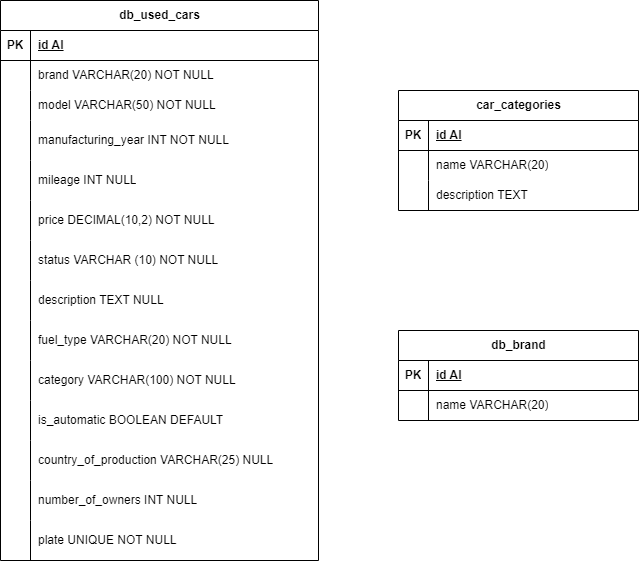 db_used_cars
PK id AI
brand VARCHAR(20) NOT NULL
model VARCHAR(50) NOT NULL
manufacturing_year INT NOT NULL
mileage INT NULL
price DECIMAL(10,2) NOT NULL
status VARCHAR (10) NOT NULL
description TEXT NULL
fuel_type VARCHAR(20) NOT NULL
category VARCHAR(100) NOT NULL
is_automatic BOOLEAN DEFAULT
country_of_production VARCHAR(25) NULL
number_of_owners INT NULL
plate UNIQUE NOT NULL
car_categories
PK id AI
name VARCHAR(20)
description TEXT
db_brand
PK id AI
name VARCHAR(20)